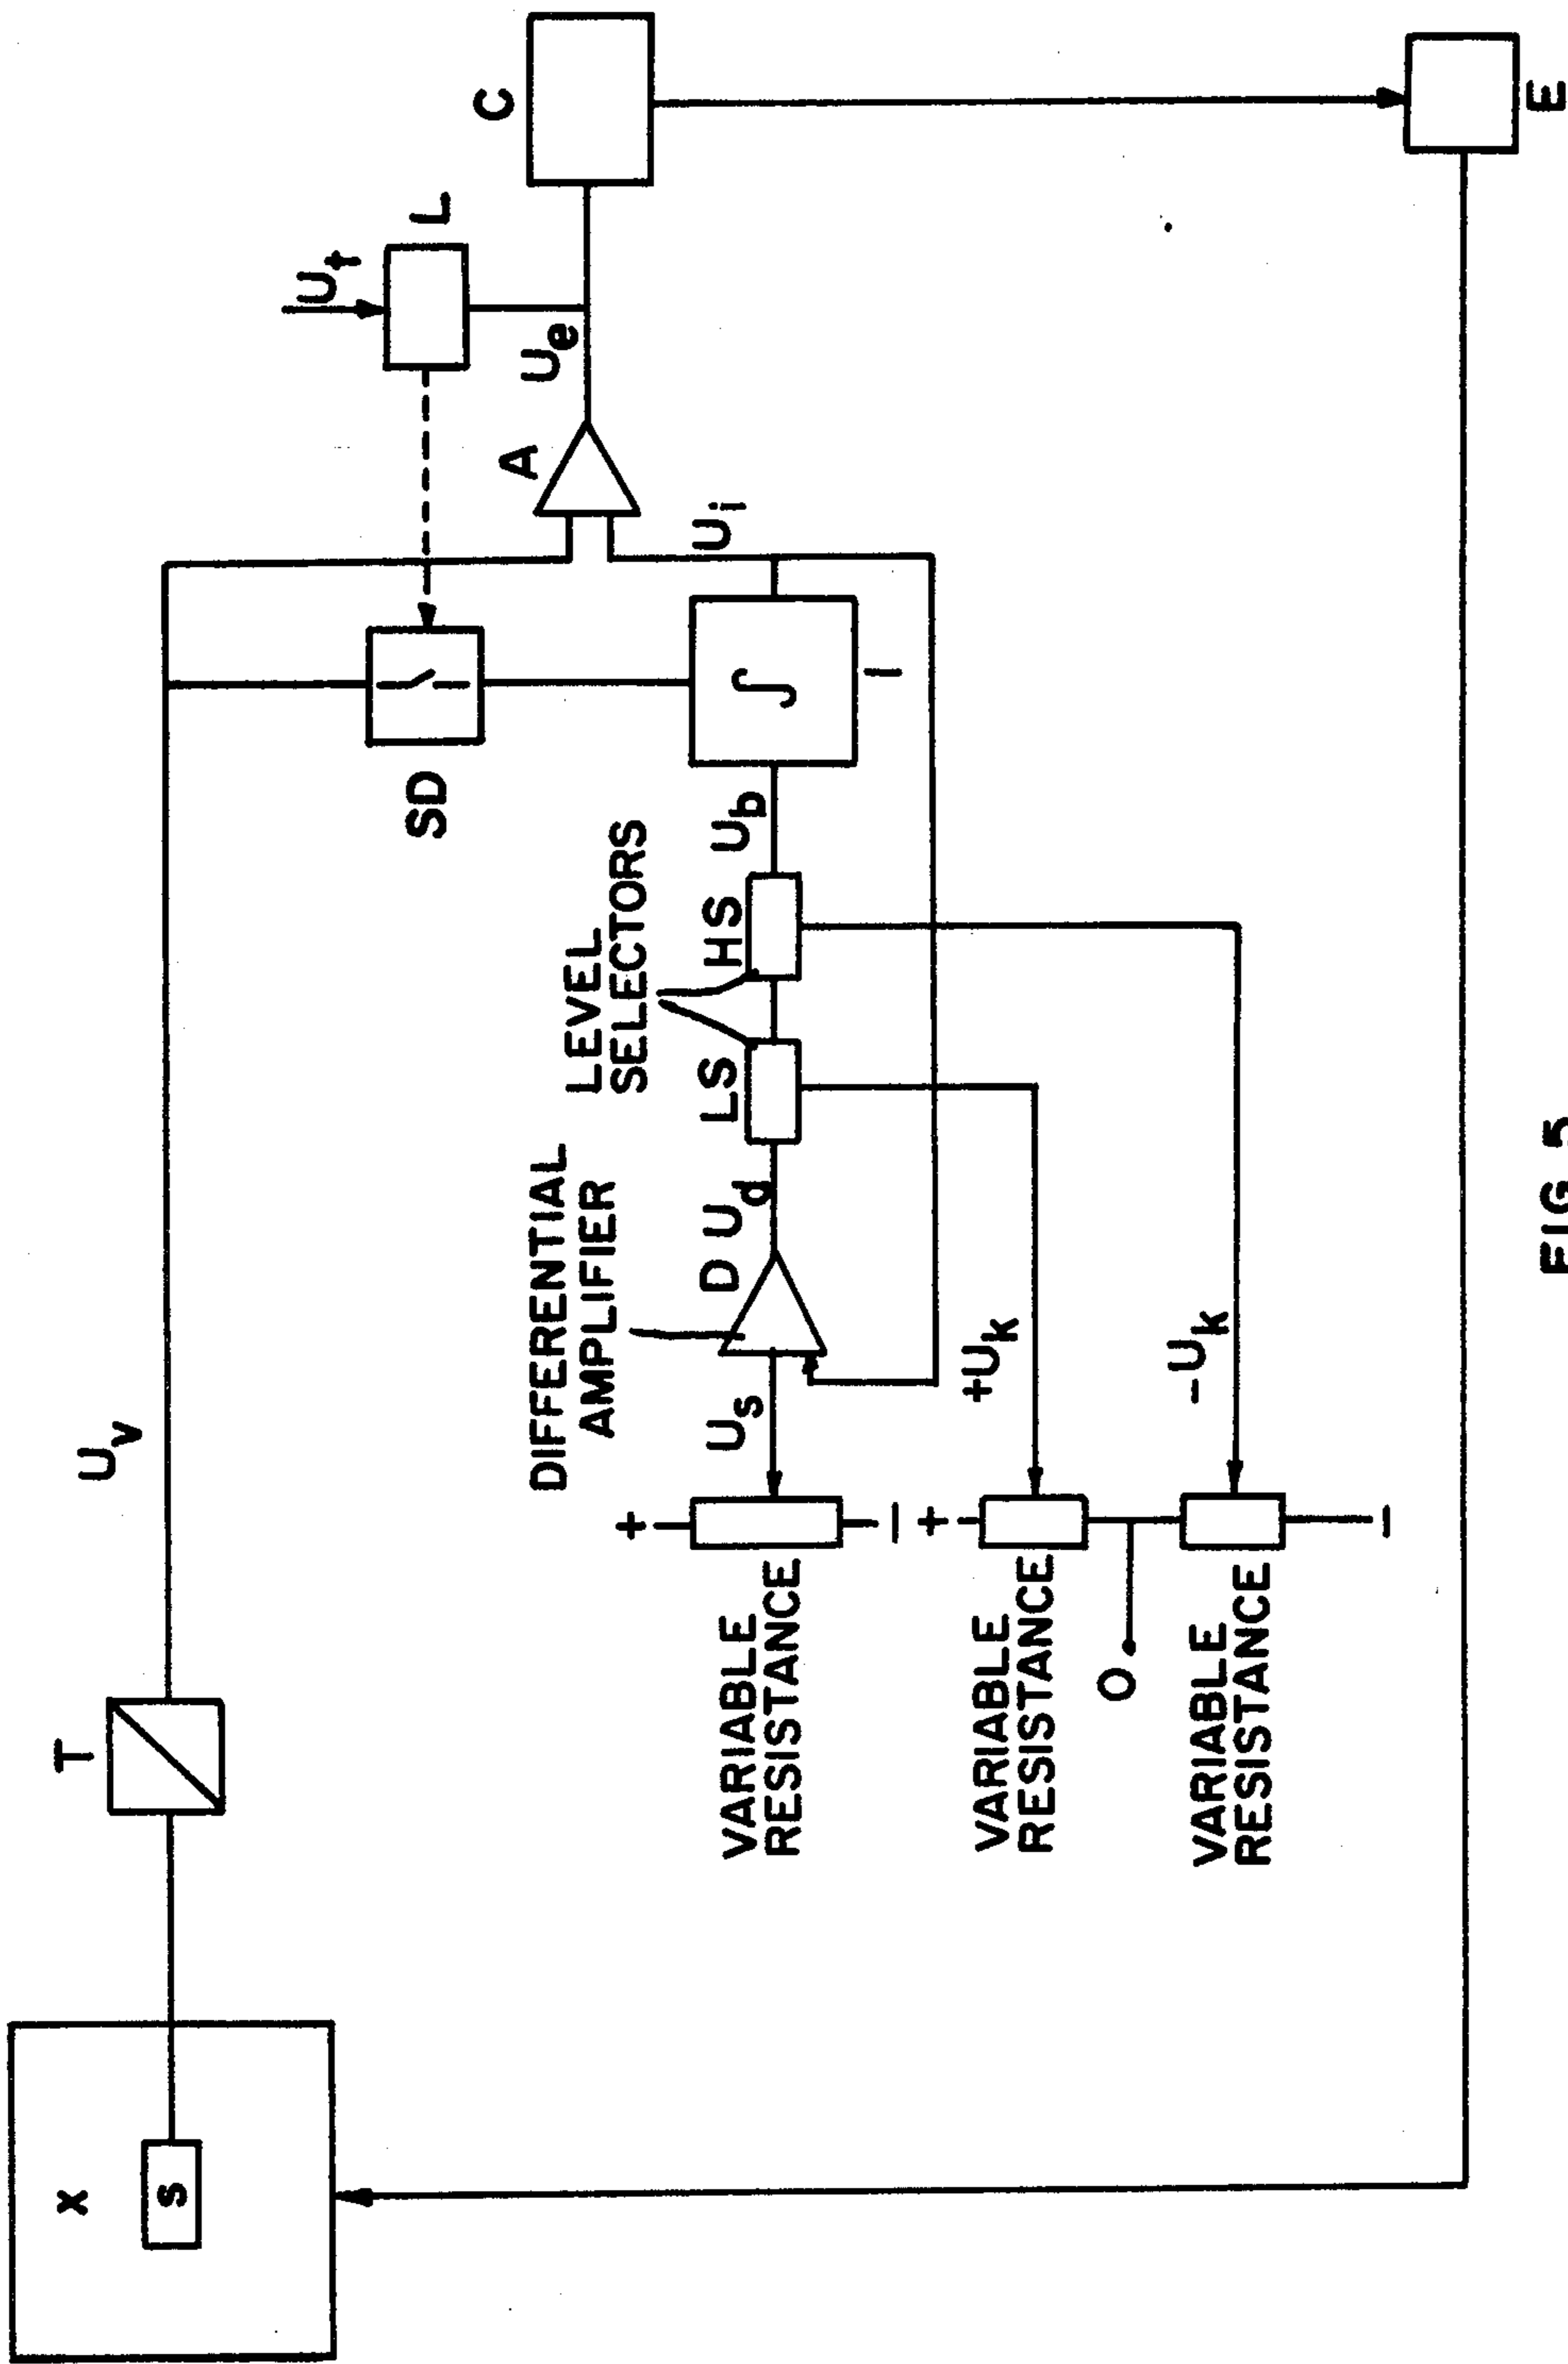 X
S
T
U_v
VARIABLE
RESISTANCE
+
−
U_s
DIFFERENTIAL
AMPLIFIER
D
U_d
LEVEL
SELECTORS
LS
HS
U_b
∫
I
SD
U_i
A
U_e
U_t
L
C
VARIABLE
RESISTANCE
+
+U_k
O
VARIABLE
RESISTANCE
−
−U_k
E
FIG. 5